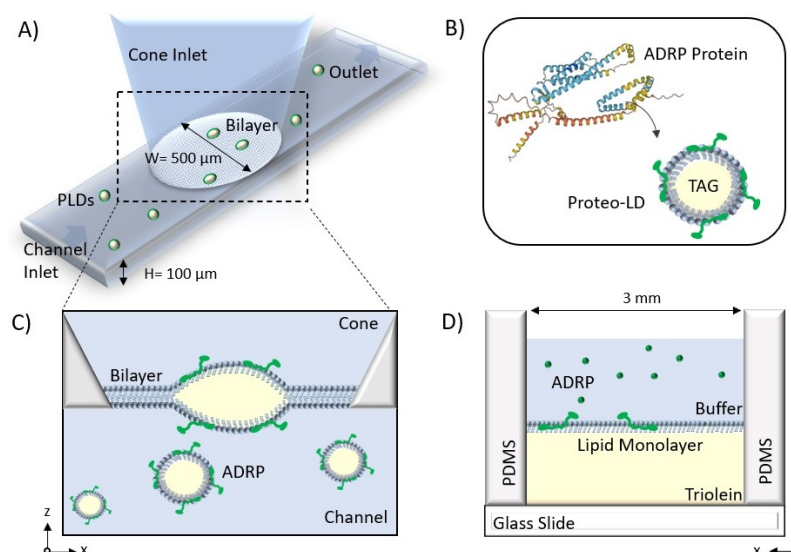 A)
Cone Inlet
Outlet
Bilayer
W= 500 µm
PLDs
Channel
Inlet
H= 100 µm
B)
ADRP Protein
TAG
Proteo-LD
C)
Cone
Bilayer
ADRP
Channel
z
x
D)
3 mm
ADRP
Buffer
PDMS
Lipid Monolayer
PDMS
Triolein
Glass Slide
x